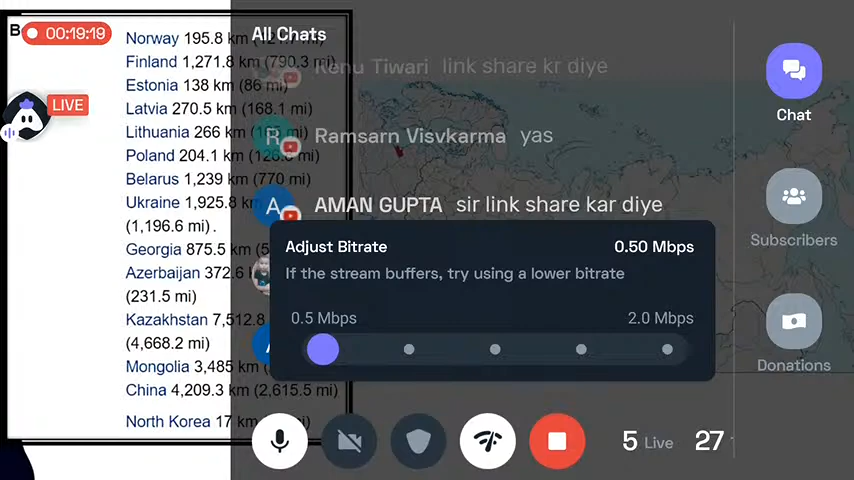 B
00:19:19
LIVE
Norway 195.8 km
Finland 1,271.8 km (790.3 mi)
Estonia 138 km (86 mi)
Latvia 270.5 km (168.1 mi)
Lithuania 266 km
Poland 204.1 km
Belarus 1,239 km (770 mi)
Ukraine 1,925.8 km
(1,196.6 mi).
Georgia 875.5
Azerbaijan 372.6
(231.5 mi)
Kazakhstan 7,512.8
(4,668.2 mi)
Mongolia 3,485 km
China 4,209.3 km (2,615.5 mi)
North Korea 17 km
All Chats
Renu Tiwari link share kr diye
R Ramsarn Visvkarma yas
A AMAN GUPTA sir link share kar diye
Adjust Bitrate 0.50 Mbps
If the stream buffers, try using a lower bitrate
0.5 Mbps 2.0 Mbps
5 Live 27
Chat
Subscribers
Donations